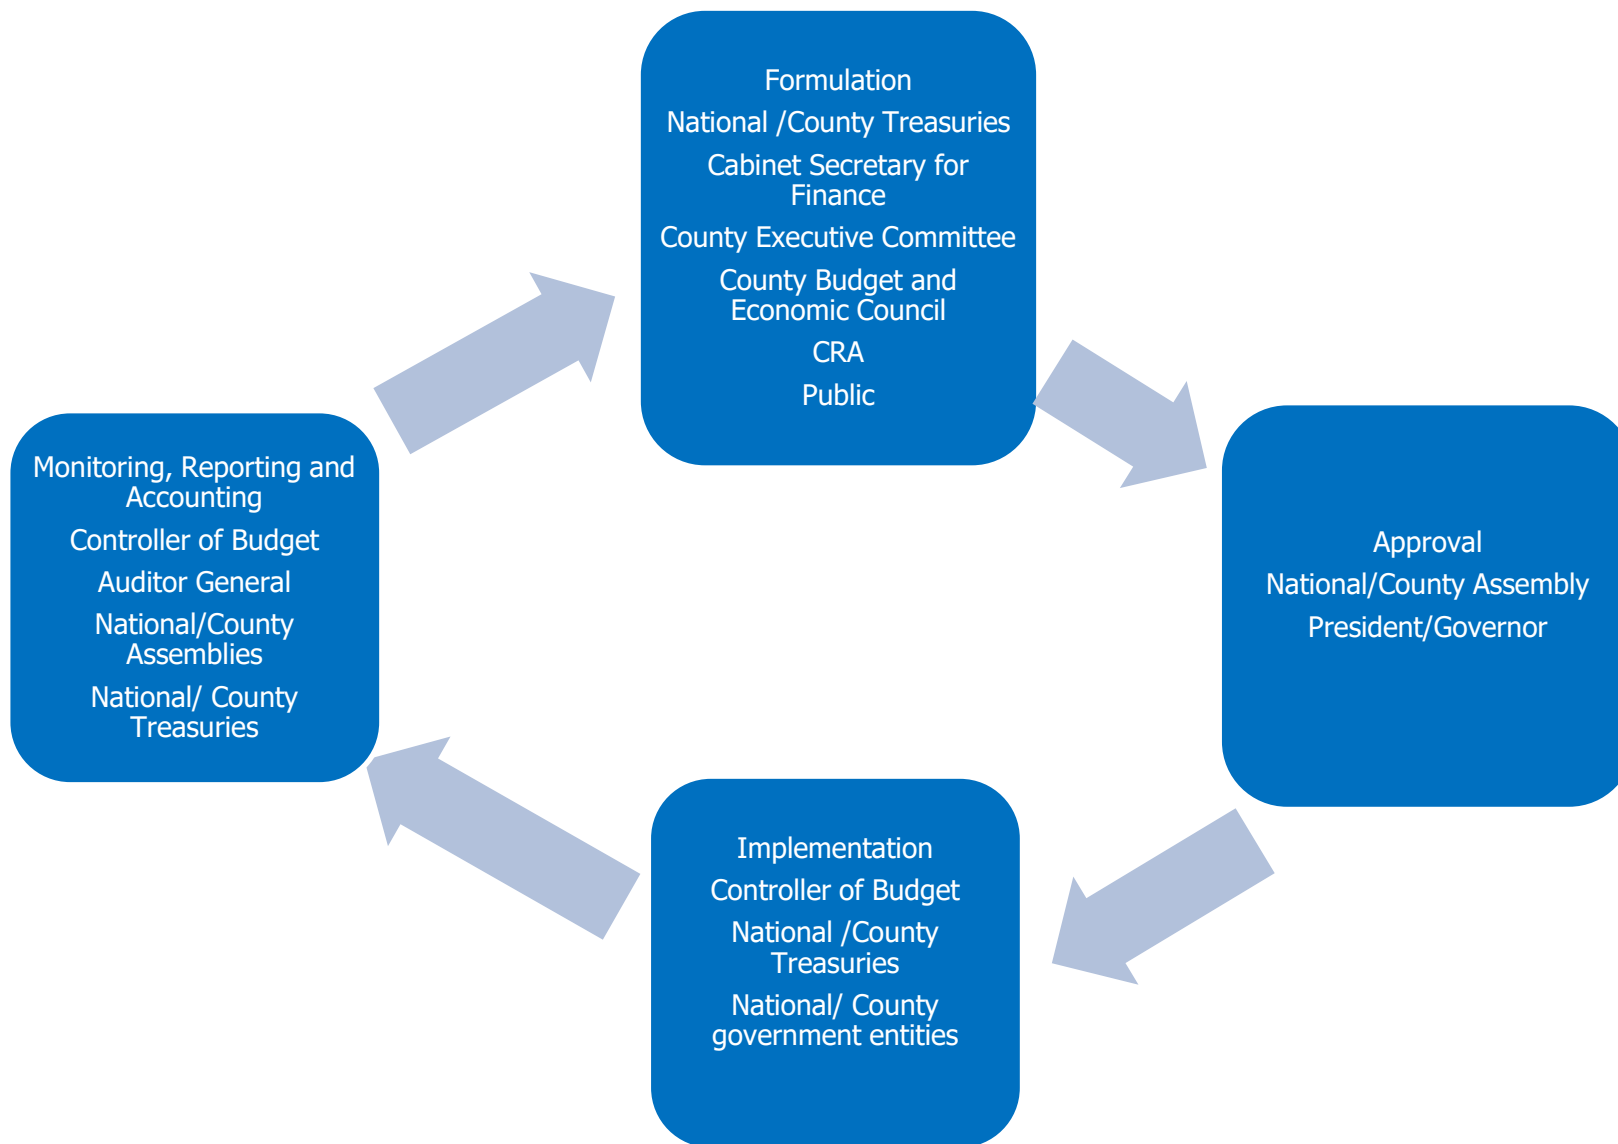 Formulation
National /County Treasuries
Cabinet Secretary for
Finance
County Executive Committee
County Budget and
Economic Council
CRA
Public
Approval
National/County Assembly
President/Governor
Implementation
Controller of Budget
National /County
Treasuries
National/ County
government entities
Monitoring, Reporting and
Accounting
Controller of Budget
Auditor General
National/County
Assemblies
National/ County
Treasuries